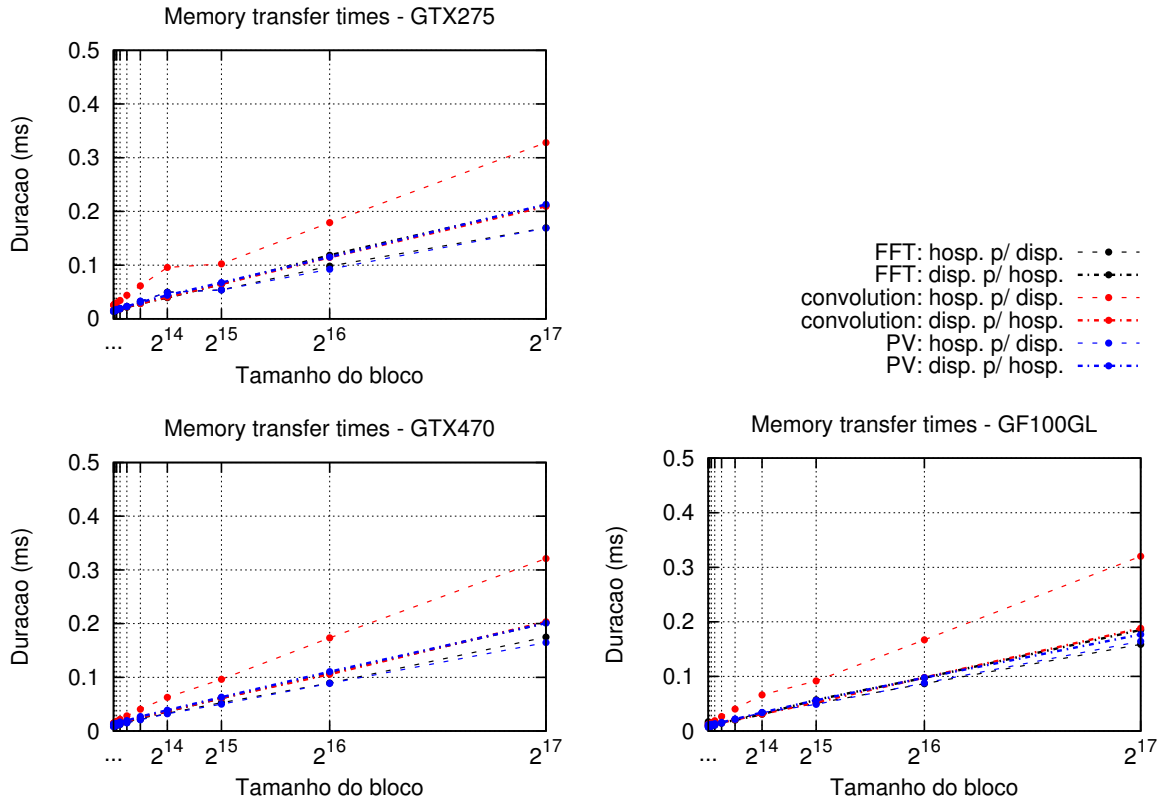 Memory transfer times - GTX275
0.5
0.4
0.3
0.2
0.1
0
Duracao (ms)
... 2^14 2^15 2^16 2^17
Tamanho do bloco
FFT: hosp. p/ disp.
FFT: disp. p/ hosp.
convolution: hosp. p/ disp.
convolution: disp. p/ hosp.
PV: hosp. p/ disp.
PV: disp. p/ hosp.
Memory transfer times - GTX470
0.5
0.4
0.3
0.2
0.1
0
Duracao (ms)
... 2^14 2^15 2^16 2^17
Tamanho do bloco
Memory transfer times - GF100GL
0.5
0.4
0.3
0.2
0.1
0
Duracao (ms)
... 2^14 2^15 2^16 2^17
Tamanho do bloco